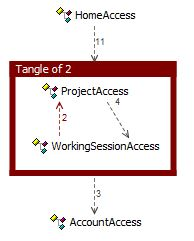 HomeAccess
11
Tangle of 2
ProjectAccess
2
4
WorkingSessionAccess
3
AccountAccess